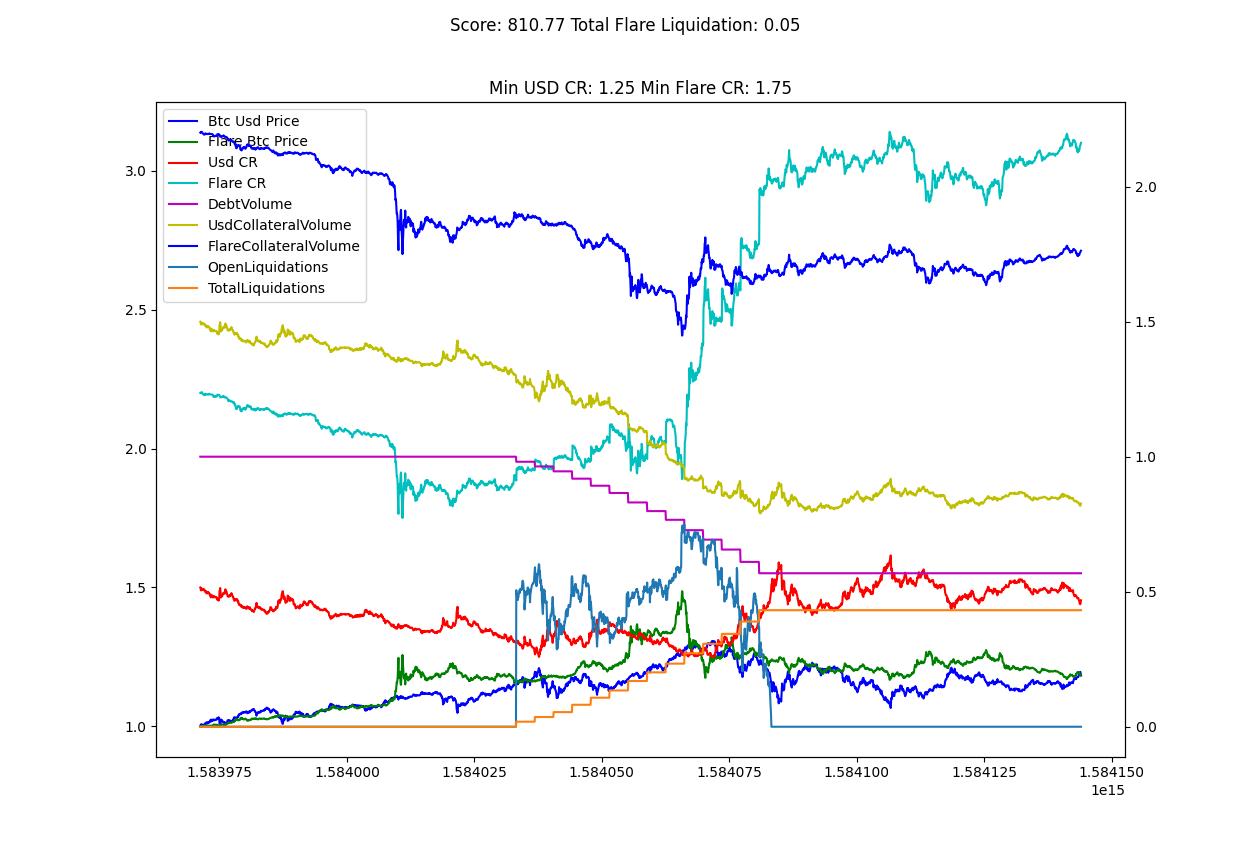 Score: 810.77 Total Flare Liquidation: 0.05
Min USD CR: 1.25 Min Flare CR: 1.75
Btc Usd Price
Flare Btc Price
Usd CR
Flare CR
DebtVolume
UsdCollateralVolume
FlareCollateralVolume
OpenLiquidations
TotalLiquidations
3.0
2.5
2.0
1.5
1.0
2.0
1.5
1.0
0.5
0.0
1.583975
1.584000
1.584025
1.584050
1.584075
1.584100
1.584125
1.584150
1e15